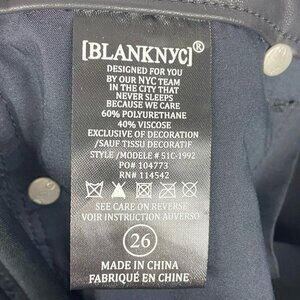 [BLANKNYC]®
DESIGNED FOR YOU
BY OUR NYC TEAM
IN THE CITY THAT
NEVER SLEEPS
BECAUSE WE CARE
60% POLYURETHANE
40% VISCOSE
EXCLUSIVE OF DECORATION
/SAUF TISSU DECORATIF
STYLE /MODELE # 51C-1992
PO# 104773
RN# 114542
SEE CARE ON REVERSE
VOIR INSTRUCTION AUVERSO
26
MADE IN CHINA
FABRIQUÉ EN CHINE